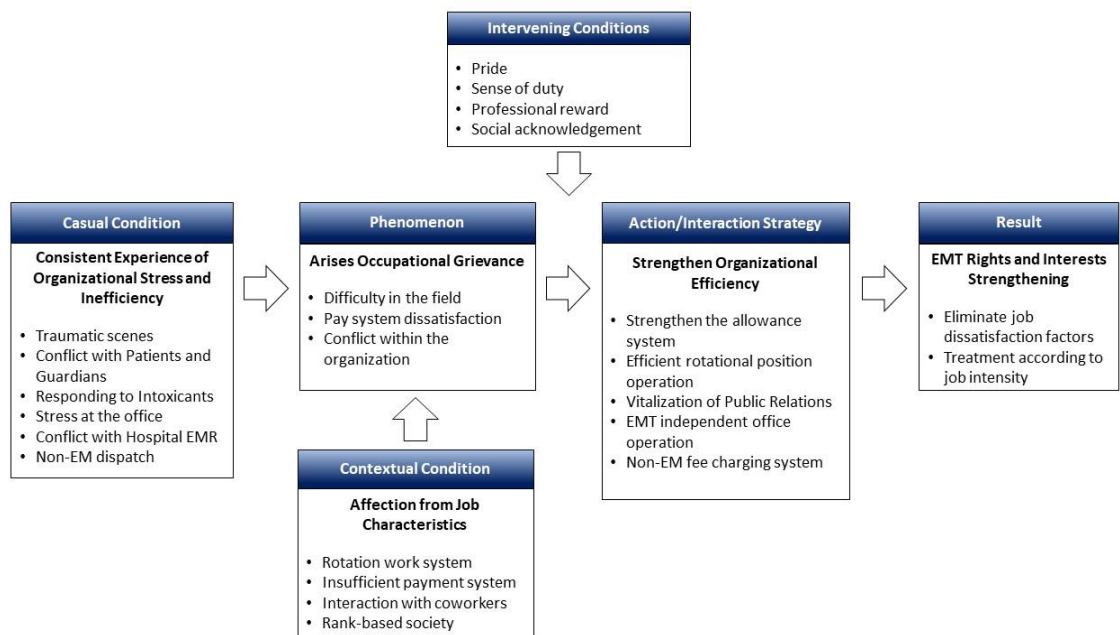 Intervening Conditions
• Pride
• Sense of duty
• Professional reward
• Social acknowledgement
Casual Condition
Consistent Experience of
Organizational Stress and
Inefficiency
• Traumatic scenes
• Conflict with Patients and
Guardians
• Responding to Intoxicants
• Stress at the office
• Conflict with Hospital EMR
• Non-EM dispatch
Phenomenon
Arises Occupational Grievance
• Difficulty in the field
• Pay system dissatisfaction
• Conflict within the
organization
Contextual Condition
Affection from Job
Characteristics
• Rotation work system
• Insufficient payment system
• Interaction with coworkers
• Rank-based society
Action/Interaction Strategy
Strengthen Organizational
Efficiency
• Strengthen the allowance
system
• Efficient rotational position
operation
• Vitalization of Public Relations
• EMT independent office
operation
• Non-EM fee charging system
Result
EMT Rights and Interests
Strengthening
• Eliminate job
dissatisfaction factors
• Treatment according to
job intensity